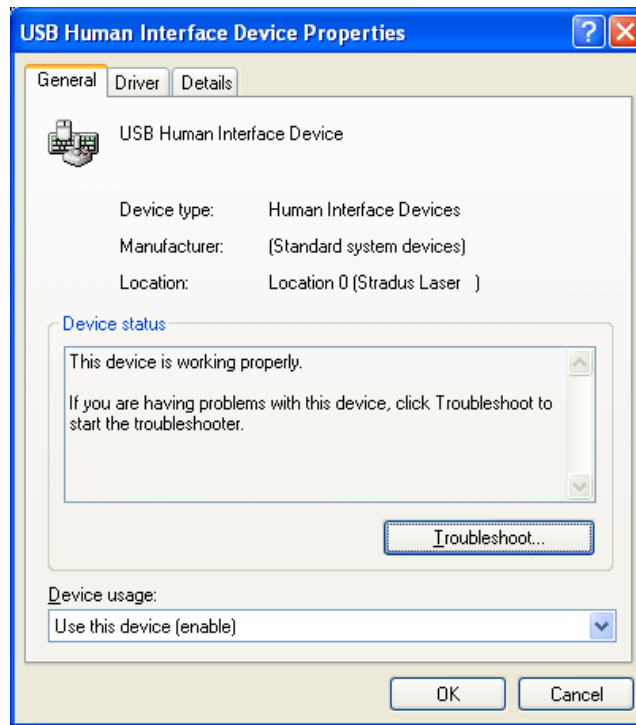 USB Human Interface Device Properties
General Driver Details
USB Human Interface Device
Device type: Human Interface Devices
Manufacturer: (Standard system devices)
Location: Location 0 (Stradus Laser )
Device status
This device is working properly.
If you are having problems with this device, click Troubleshoot to
start the troubleshooter.
Troubleshoot...
Device usage:
Use this device (enable)
OK Cancel